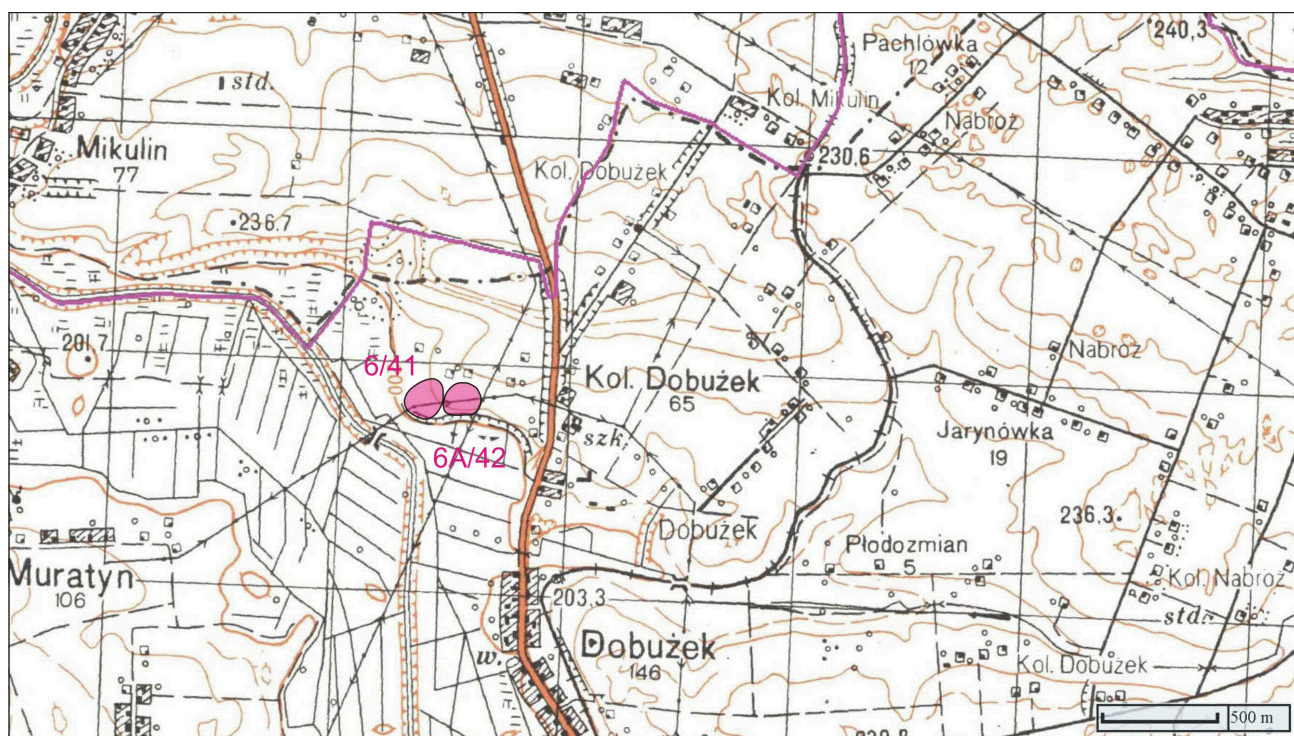 240,3
Pachlówka
12
std.
Kol. Mikulin
Nabroż
Mikulin
77
230,6
Kol. Dobużek
236.7
201,7
6/41
Nabróż
Kol. Dobużek
65
szk.
Jarynówka
19
6A/42
236,3
Dobużek
Płodozmian
5
Muratyn
106
Kol. Nabroż
203,3
std.
Dobużek
146
w.
Kol. Dobużek
500 m